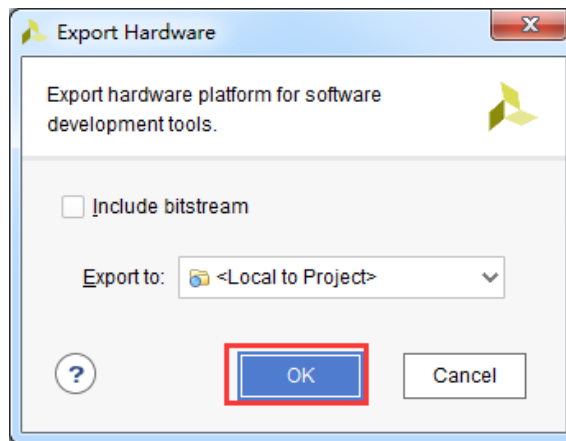 Export Hardware
Export hardware platform for software
development tools.
Include bitstream
Export to: <Local to Project>
?
OK
Cancel